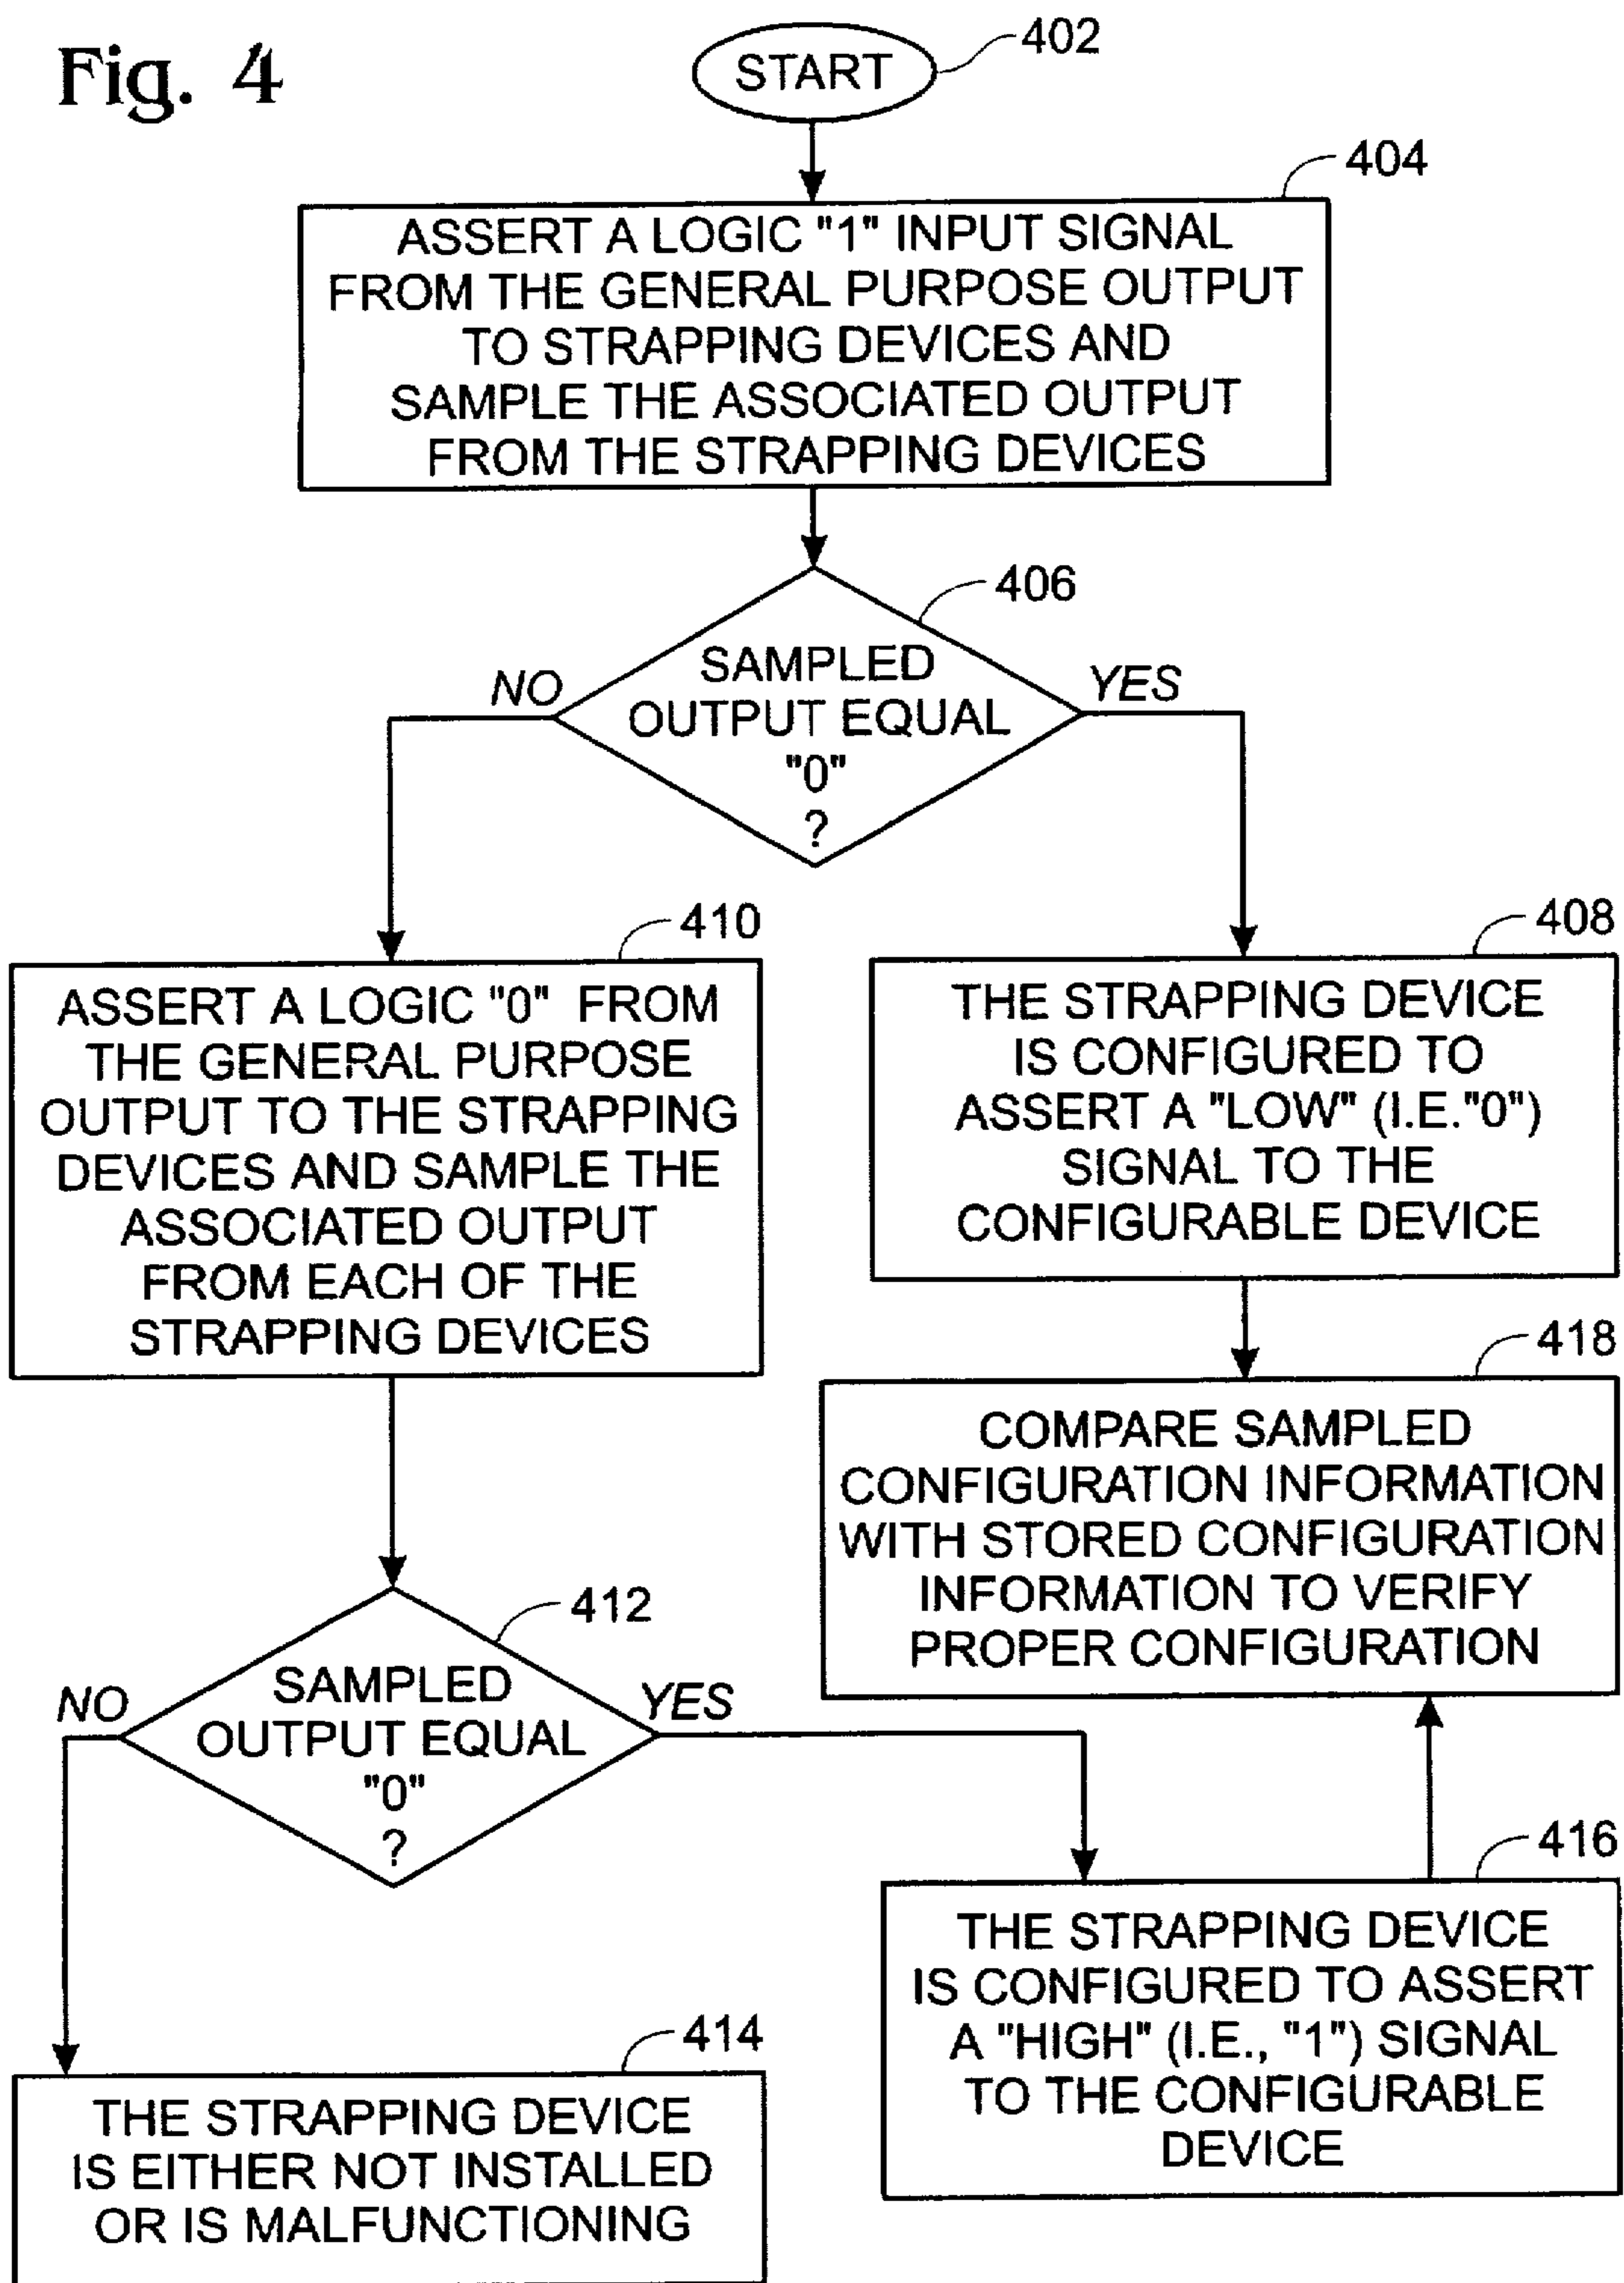 Fig. 4
START
402
404
ASSERT A LOGIC "1" INPUT SIGNAL
FROM THE GENERAL PURPOSE OUTPUT
TO STRAPPING DEVICES AND
SAMPLE THE ASSOCIATED OUTPUT
FROM THE STRAPPING DEVICES
406
SAMPLED
OUTPUT EQUAL
"0"
?
NO
YES
410
ASSERT A LOGIC "0" FROM
THE GENERAL PURPOSE
OUTPUT TO THE STRAPPING
DEVICES AND SAMPLE THE
ASSOCIATED OUTPUT
FROM EACH OF THE
STRAPPING DEVICES
408
THE STRAPPING DEVICE
IS CONFIGURED TO
ASSERT A "LOW" (I.E."0")
SIGNAL TO THE
CONFIGURABLE DEVICE
418
COMPARE SAMPLED
CONFIGURATION INFORMATION
WITH STORED CONFIGURATION
INFORMATION TO VERIFY
PROPER CONFIGURATION
412
SAMPLED
OUTPUT EQUAL
"0"
?
NO
YES
416
THE STRAPPING DEVICE
IS CONFIGURED TO ASSERT
A "HIGH" (I.E., "1") SIGNAL
TO THE CONFIGURABLE
DEVICE
414
THE STRAPPING DEVICE
IS EITHER NOT INSTALLED
OR IS MALFUNCTIONING